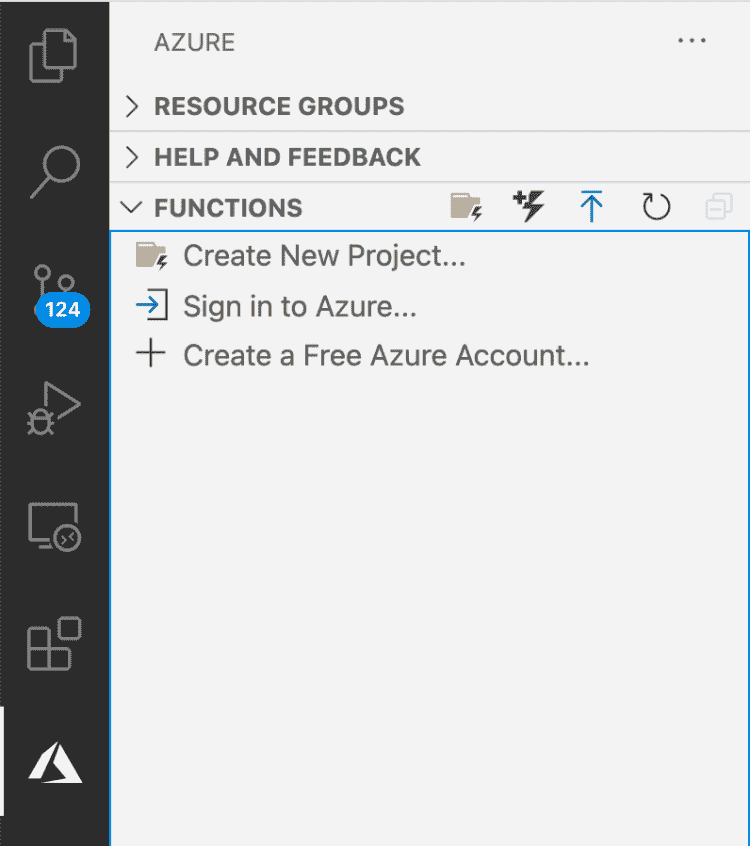 AZURE
RESOURCE GROUPS
HELP AND FEEDBACK
FUNCTIONS
Create New Project...
124
Sign in to Azure...
Create a Free Azure Account...